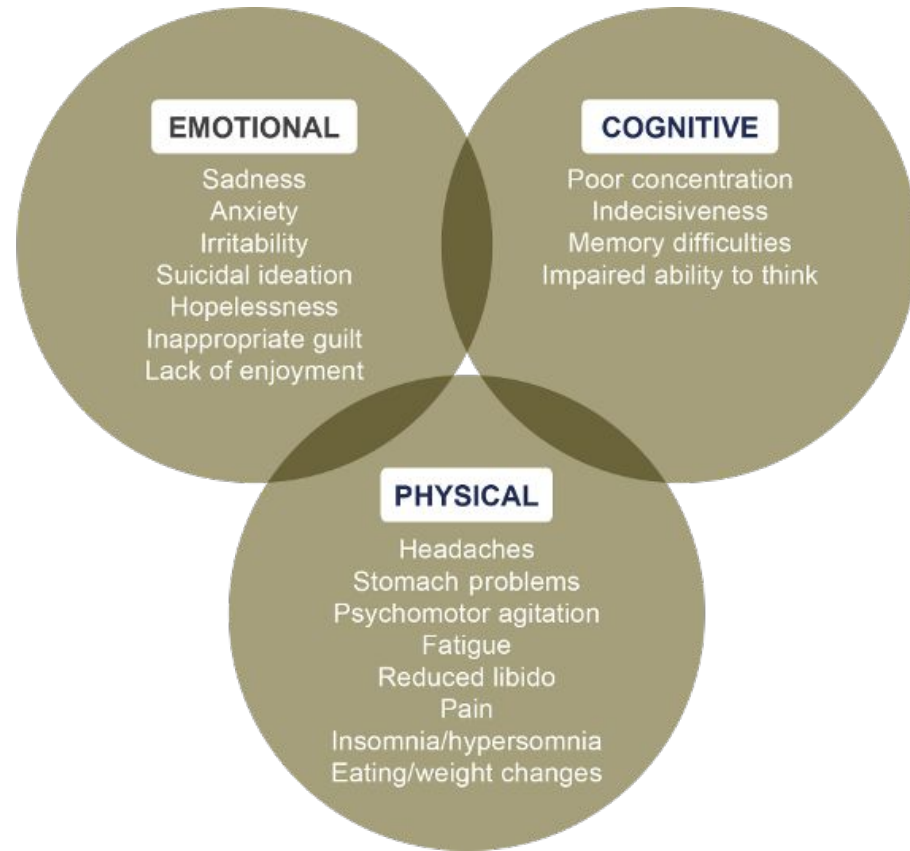 EMOTIONAL
Sadness
Anxiety
Irritability
Suicidal ideation
Hopelessness
Inappropriate guilt
Lack of enjoyment
COGNITIVE
Poor concentration
Indecisiveness
Memory difficulties
Impaired ability to think
PHYSICAL
Headaches
Stomach problems
Psychomotor agitation
Fatigue
Reduced libido
Pain
Insomnia/hypersomnia
Eating/weight changes